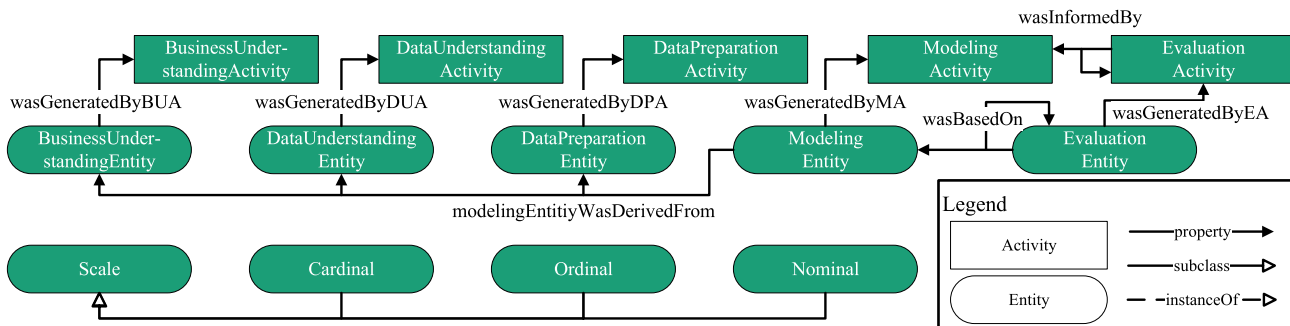 wasInformedBy
BusinessUnder-
standingActivity
DataUnderstanding
Activity
DataPreparation
Activity
Modeling
Activity
Evaluation
Activity
wasGeneratedByBUA
wasGeneratedByDUA
wasGeneratedByDPA
wasGeneratedByMA
wasBasedOn
wasGeneratedByEA
BusinessUnder-
standingEntity
DataUnderstanding
Entity
DataPreparation
Entity
Modeling
Entity
Evaluation
Entity
modelingEntitiyWasDerivedFrom
Scale
Cardinal
Ordinal
Nominal
Legend
Activity
Entity
property
subclass
instanceOf